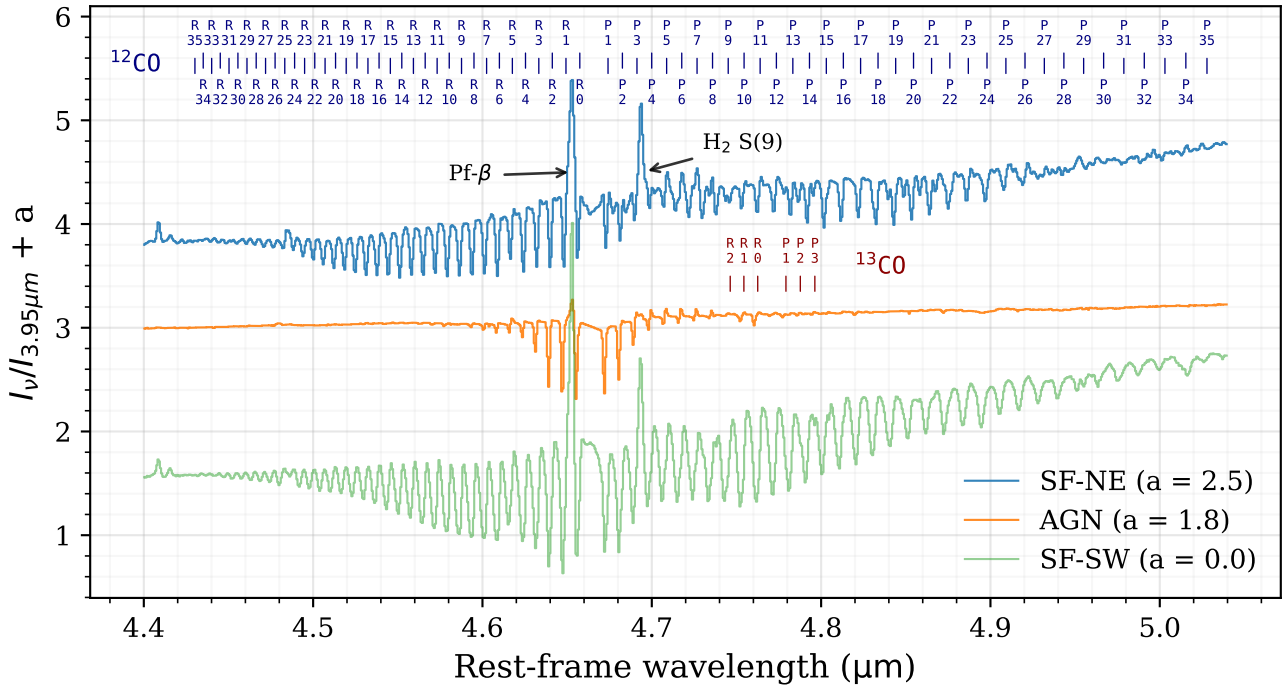 6
5
4
3
2
1
I_ν/I_{3.95μm} + a
R R R R R R R R R R R R R R R R R R P P P P P P P P P P P P P P P P P P
35 33 31 29 27 25 23 21 19 17 15 13 11 9 7 5 3 1 1 3 5 7 9 11 13 15 17 19 21 23 25 27 29 31 33 35
¹²CO
R R R R R R R R R R R R R R R R R R P P P P P P P P P P P P P P P P P
34 32 30 28 26 24 22 20 18 16 14 12 10 8 6 4 2 0 2 4 6 8 10 12 14 16 18 20 22 24 26 28 30 32 34
H₂ S(9)
Pf-β
R R R P P P
2 1 0 1 2 3
¹³CO
SF-NE (a = 2.5)
AGN (a = 1.8)
SF-SW (a = 0.0)
4.4 4.5 4.6 4.7 4.8 4.9 5.0
Rest-frame wavelength (μm)